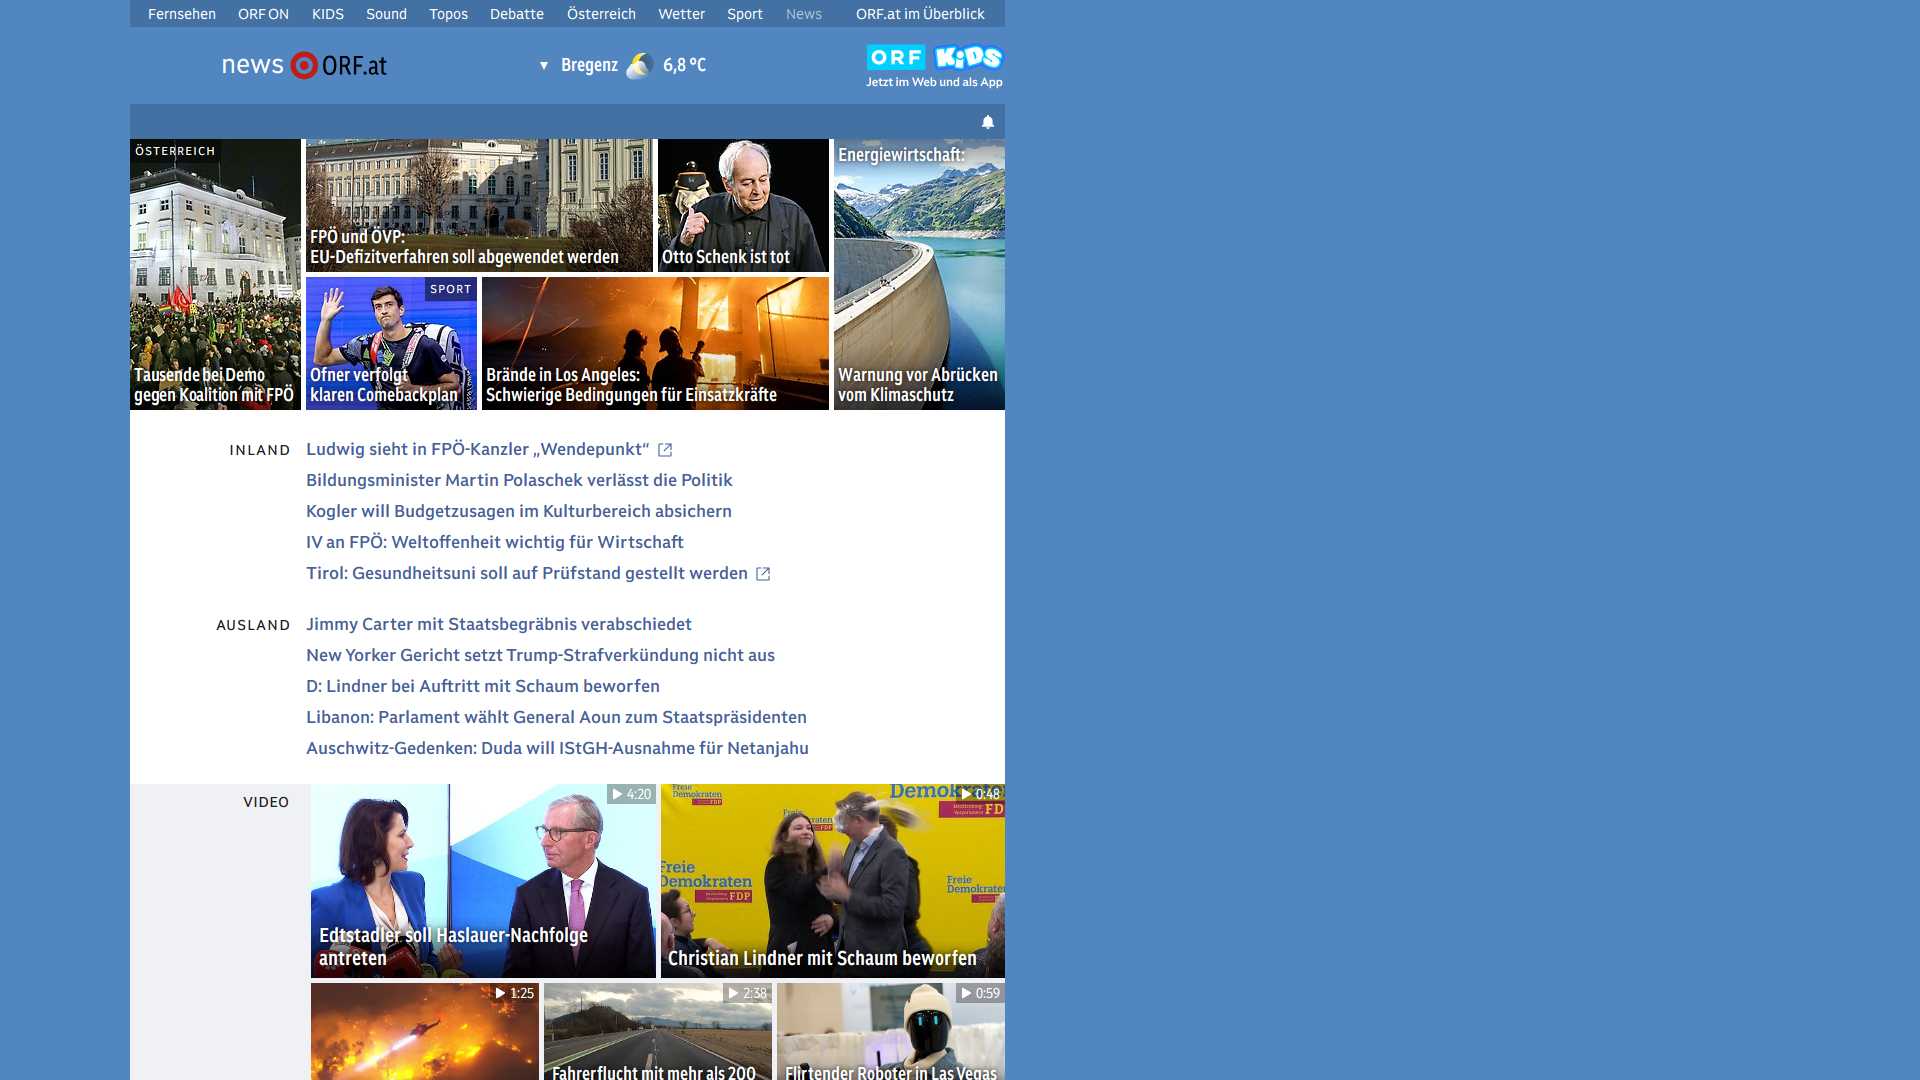 Fernsehen ORF ON KIDS Sound Topos Debatte Österreich Wetter Sport News ORF.at im Überblick
news ORF.at
Bregenz 6,8 °C
ORF KiDS
Jetzt im Web und als App
ÖSTERREICH
Tausende bei Demo
gegen Koalition mit FPÖ
FPÖ und ÖVP:
EU-Defizitverfahren soll abgewendet werden
Otto Schenk ist tot
Energiewirtschaft:
Warnung vor Abrücken
vom Klimaschutz
SPORT
Ofner verfolgt
klaren Comebackplan
Brände in Los Angeles:
Schwierige Bedingungen für Einsatzkräfte
INLAND
Ludwig sieht in FPÖ-Kanzler „Wendepunkt“
Bildungsminister Martin Polaschek verlässt die Politik
Kogler will Budgetzusagen im Kulturbereich absichern
IV an FPÖ: Weltoffenheit wichtig für Wirtschaft
Tirol: Gesundheitsuni soll auf Prüfstand gestellt werden
AUSLAND
Jimmy Carter mit Staatsbegräbnis verabschiedet
New Yorker Gericht setzt Trump-Strafverkündung nicht aus
D: Lindner bei Auftritt mit Schaum beworfen
Libanon: Parlament wählt General Aoun zum Staatspräsidenten
Auschwitz-Gedenken: Duda will IStGH-Ausnahme für Netanjahu
VIDEO
4:20
Edtstadler soll Haslauer-Nachfolge
antreten
0:48
Freie
Demokraten
FDP
Freie
Demokraten
FDP
Freie
Demokraten
Christian Lindner mit Schaum beworfen
1:25
2:38
Fahrerflucht mit mehr als 200
0:59
Flirtender Roboter in Las Vegas